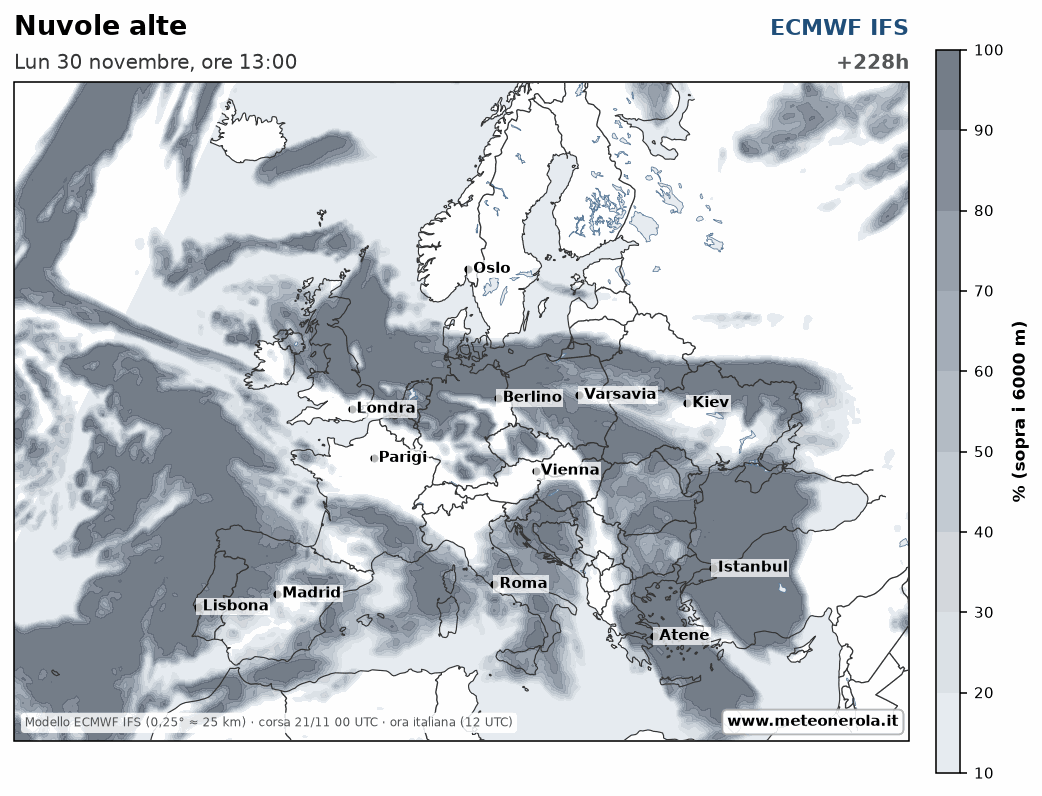 Nuvole alte
ECMWF IFS
Lun 30 novembre, ore 13:00
+228h
100
90
80
70
60
50
40
30
20
10
% (sopra i 6000 m)
Oslo
Londra
Berlino
Varsavia
Kiev
Parigi
Vienna
Istanbul
Roma
Madrid
Lisbona
Atene
Modello ECMWF IFS (0,25° ≈ 25 km) · corsa 21/11 00 UTC · ora italiana (12 UTC)
www.meteonerola.it